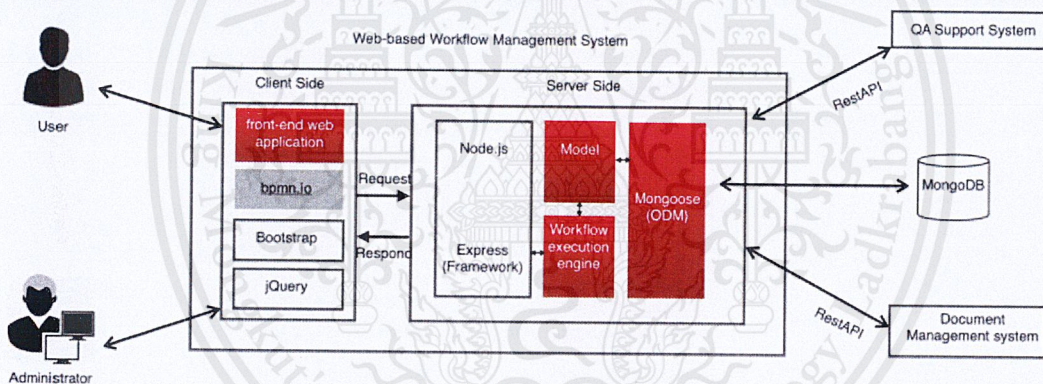 Web-based Workflow Management System
QA Support System
Client Side
Server Side
User
front-end web
application
bpmn.io
Bootstrap
jQuery
Request
Respond
Node.js
Express
(Framework)
Model
Workflow
execution
engine
Mongoose
(ODM)
RestAPI
MongoDB
RestAPI
Document
Management system
Administrator